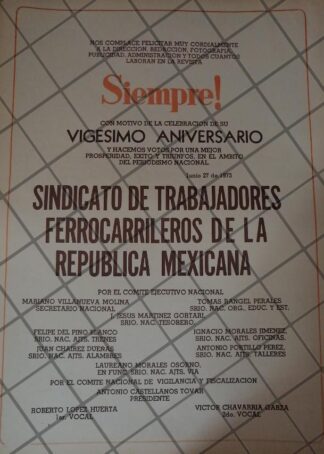 NOS COMPLACE FELICITAR MUY CORDIALMENTE
A LA DIRECCION, REDACCION, FOTOGRAFIA,
PUBLICIDAD, ADMINISTRACION Y TODOS CUANTOS
LABORAN EN LA REVISTA
Siempre!
CON MOTIVO DE LA CELEBRACION DE SU
VIGESIMO ANIVERSARIO
Y HACEMOS VOTOS POR UNA MEJOR
PROSPERIDAD, EXITO Y TRIUNFOS, EN EL AMBITO
DEL PERIODISMO NACIONAL
Junio 27 de 1973
SINDICATO DE TRABAJADORES
FERROCARRILEROS DE LA
REPUBLICA MEXICANA
POR EL COMITE EJECUTIVO NACIONAL
MARIANO VILLANUEVA MOLINA
SECRETARIO NACIONAL
TOMAS RANGEL PERALES
SRIO. NAC. ORG., EDUC. Y EST.
J. JESUS MARTINEZ GORTARI,
SRIO. NAC. TESORERO.
FELIPE DEL PINO BLANCO
SRIO. NAC. AJTS. TRENES
IGNACIO MORALES JIMENEZ.
SRIO. NAC. AJTS. OFICINAS.
JUAN CHAIREZ DUEÑAS
SRIO. NAC. AJTS. ALAMBRES
ANTONIO PORTILLO PEREZ
SRIO. NAC. AJTS. TALLERES
LAUREANO MORALES OSORNO,
EN FUNC. SRIO. NAC. AJTS. VIA
POR EL COMITE NACIONAL DE VIGILANCIA Y FISCALIZACION
ANTONIO CASTELLANOS TOVAR
PRESIDENTE
ROBERTO LOPEZ HUERTA
1er. VOCAL
VICTOR CHAVARRIA GARZA
2do. VOCAL